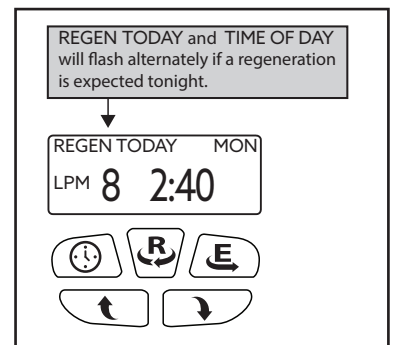 REGEN TODAY and TIME OF DAY
will flash alternately if a regeneration
is expected tonight.
REGEN TODAY MON
LPM 8 2:40
R E